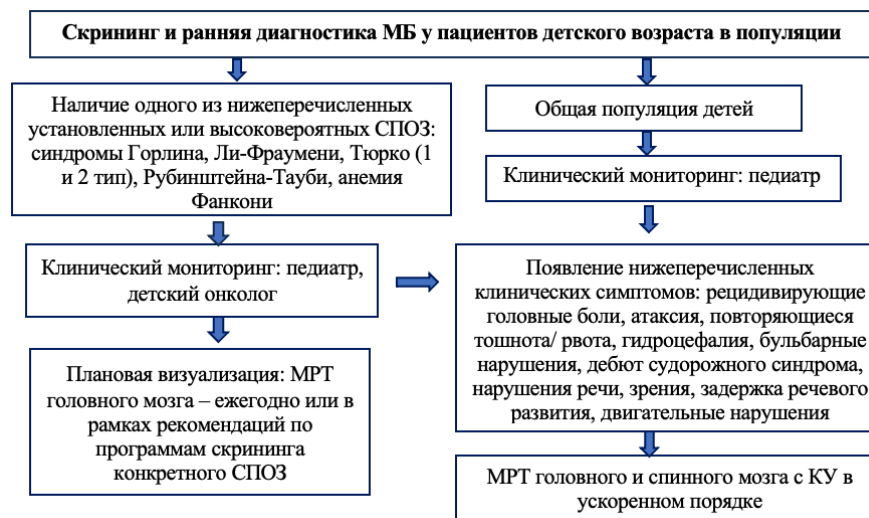 Скрининг и ранняя диагностика МБ у пациентов детского возраста в популяции
Наличие одного из нижеперечисленных
установленных или высоковероятных СПОЗ:
синдромы Горлина, Ли-Фраумени, Тюрко (1
и 2 тип), Рубинштейна-Тауби, анемия
Фанкони
Клинический мониторинг: педиатр,
детский онколог
Плановая визуализация: МРТ
головного мозга – ежегодно или в
рамках рекомендаций по
программам скрининга
конкретного СПОЗ
Общая популяция детей
Клинический мониторинг: педиатр
Появление нижеперечисленных
клинических симптомов: рецидивирующие
головные боли, атаксия, повторяющиеся
тошнота/ рвота, гидроцефалия, бульбарные
нарушения, дебют судорожного синдрома,
нарушения речи, зрения, задержка речевого
развития, двигательные нарушения
МРТ головного и спинного мозга с КУ в
ускоренном порядке